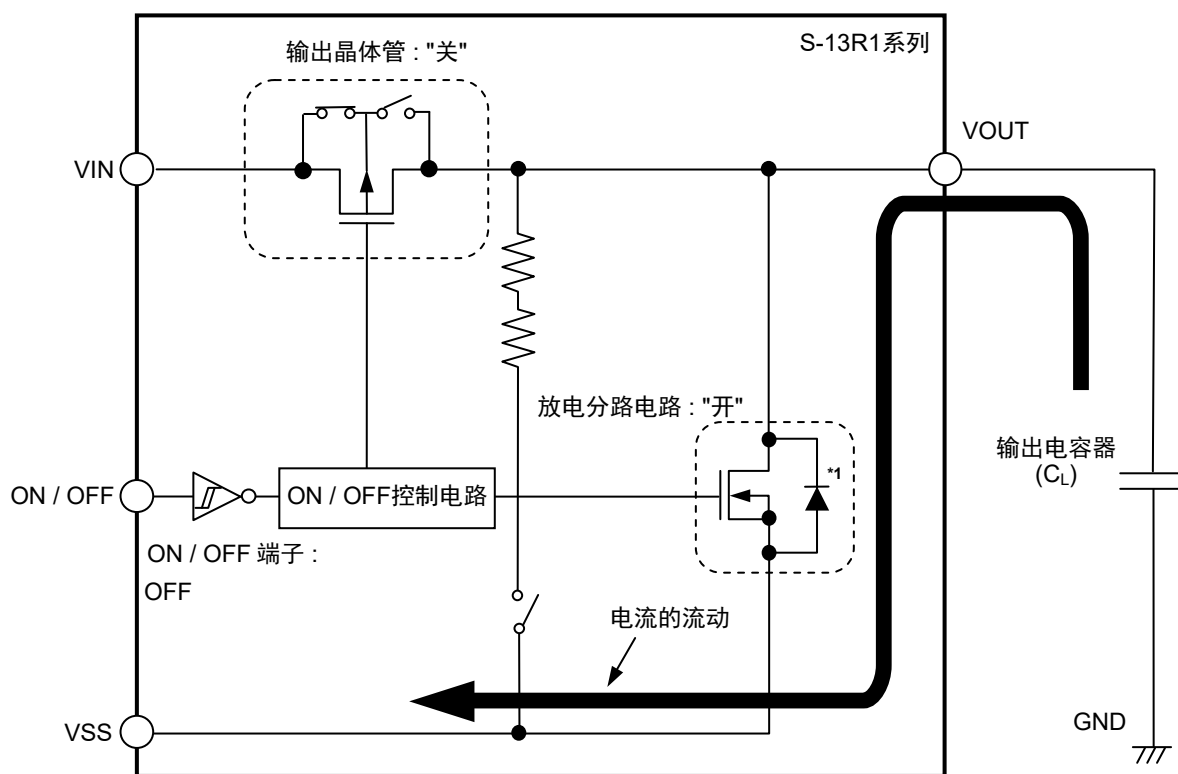 S-13R1系列
输出晶体管 : "关"
VOUT
VIN
放电分路电路 : "开"
*1
输出电容器
(CL)
ON / OFF
ON / OFF控制电路
ON / OFF 端子 :
OFF
电流的流动
VSS
GND